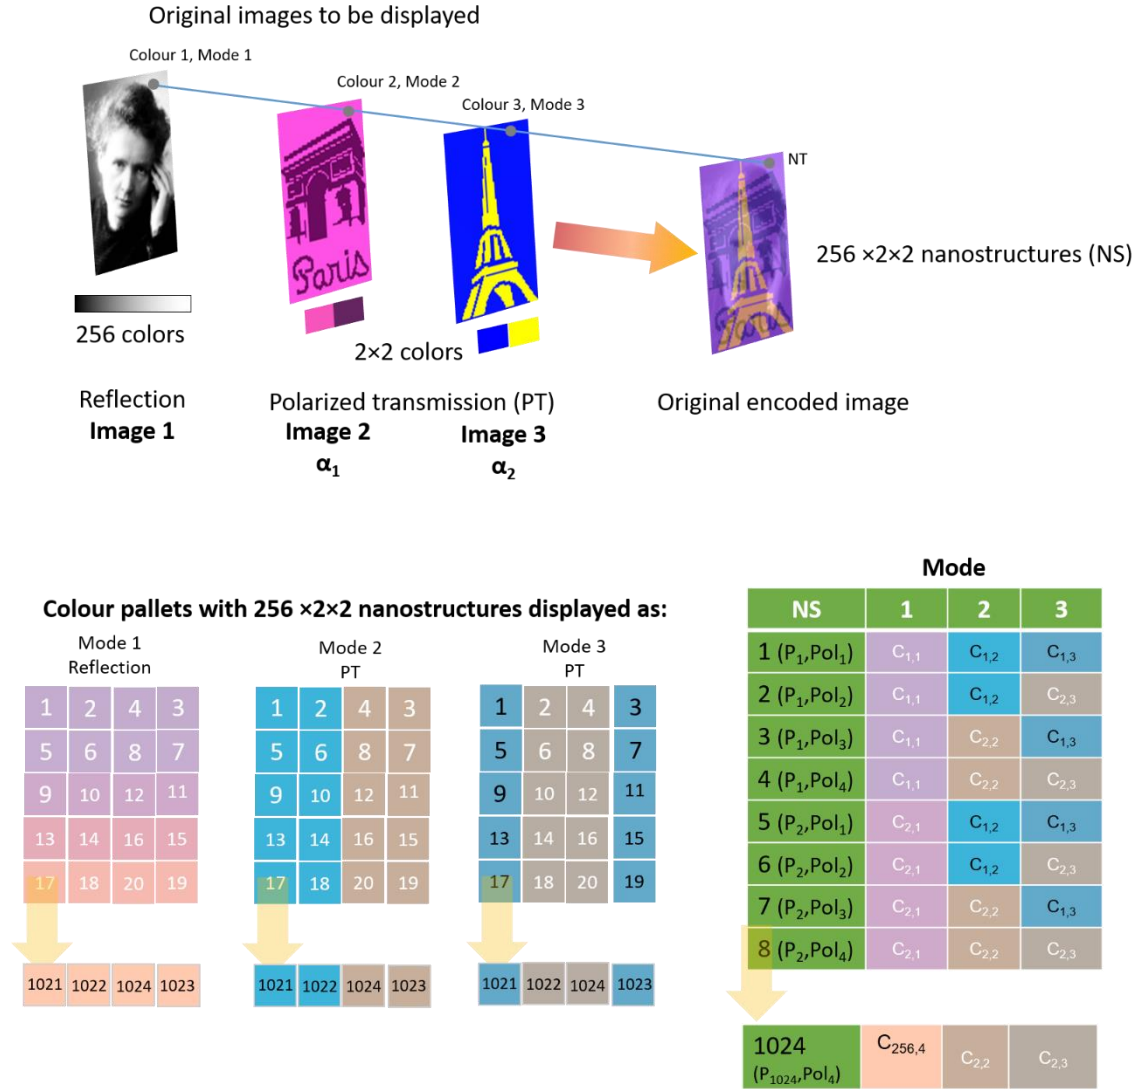 Original images to be displayed
Colour 1, Mode 1
Colour 2, Mode 2
Colour 3, Mode 3
NT
Paris
Paris
256 ×2×2 nanostructures (NS)
256 colors
2×2 colors
Reflection
Image 1
Polarized transmission (PT)
Image 2
α1
Image 3
α2
Original encoded image
Colour pallets with 256 ×2×2 nanostructures displayed as:
Mode 1
Reflection
1 2 4 3
5 6 8 7
9 10 12 11
13 14 16 15
17 18 20 19
1021 1022 1024 1023
Mode 2
PT
1 2 4 3
5 6 8 7
9 10 12 11
13 14 16 15
17 18 20 19
1021 1022 1024 1023
Mode 3
PT
1 2 4 3
5 6 8 7
9 10 12 11
13 14 16 15
17 18 20 19
1021 1022 1024 1023
Mode
NS 1 2 3
1 (P1,Pol1) C1,1 C1,2 C1,3
2 (P1,Pol2) C1,1 C1,2 C2,3
3 (P1,Pol3) C1,1 C2,2 C1,3
4 (P1,Pol4) C1,1 C2,2 C2,3
5 (P2,Pol1) C2,1 C1,2 C1,3
6 (P2,Pol2) C2,1 C1,2 C2,3
7 (P2,Pol3) C2,1 C2,2 C1,3
8 (P2,Pol4) C2,1 C2,2 C2,3
1024 C256,4 C2,2 C2,3
(P1024,Pol4)